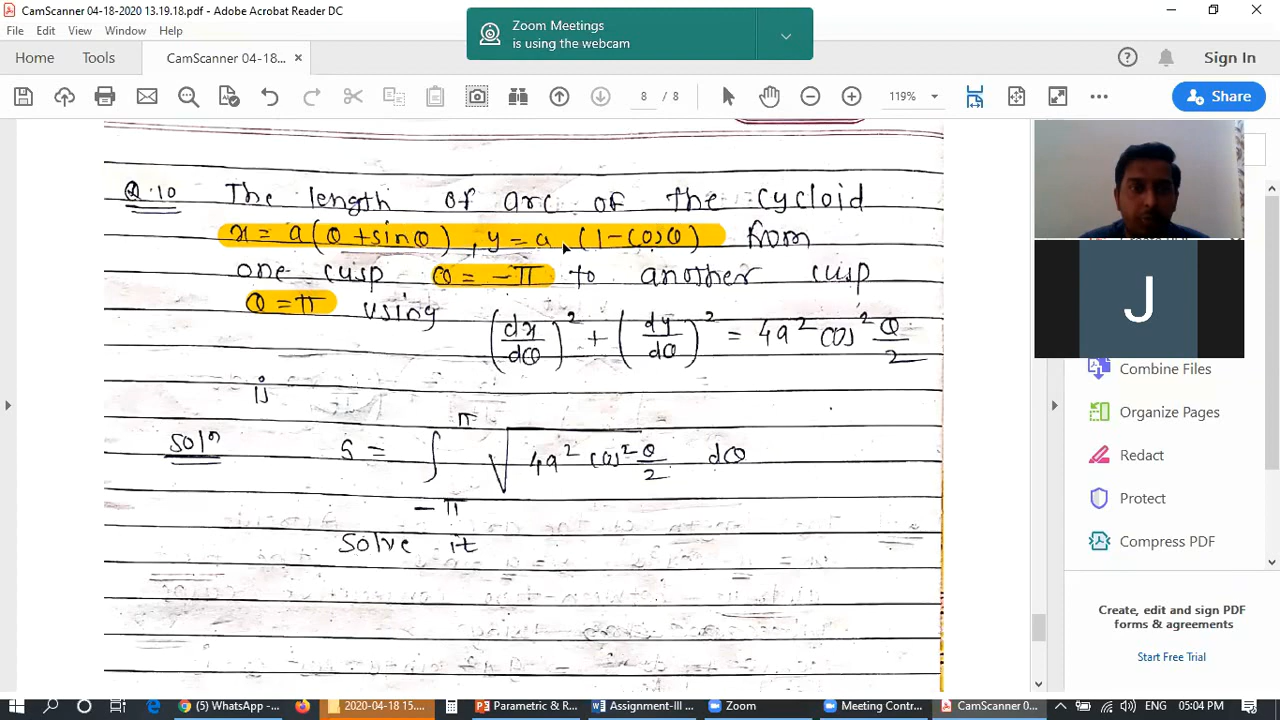 CamScanner 04-18-2020 13.19.18.pdf - Adobe Acrobat Reader DC
File Edit View Window Help
Zoom Meetings
is using the webcam
Home Tools CamScanner 04-18-... × Sign In
8 / 8 119% Share
Q.10 The length of arc of the cycloid
x = a(θ + sinθ), y = a (1 - cosθ) from
one cusp θ = -π to another cusp
θ = π using (dx/dθ)² + (dy/dθ)² = 4a² cos² θ/2
is
Solⁿ S = ∫_{-π}^{π} √(4a² cos² θ/2) dθ
Solve it
J
Combine Files
Organize Pages
Redact
Protect
Compress PDF
Create, edit and sign PDF
forms & agreements
Start Free Trial
(5) WhatsApp -... 2020-04-18 15.... Parametric & R... Assignment-III ... Zoom Meeting Contr... CamScanner 0... ENG 05:04 PM